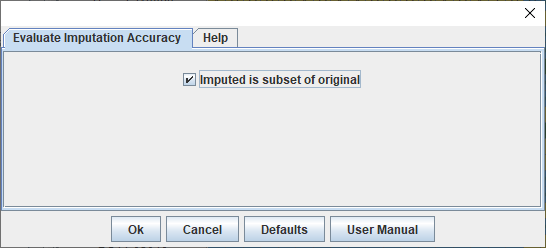 Evaluate Imputation Accuracy Help
Imputed is subset of original
Ok Cancel Defaults User Manual